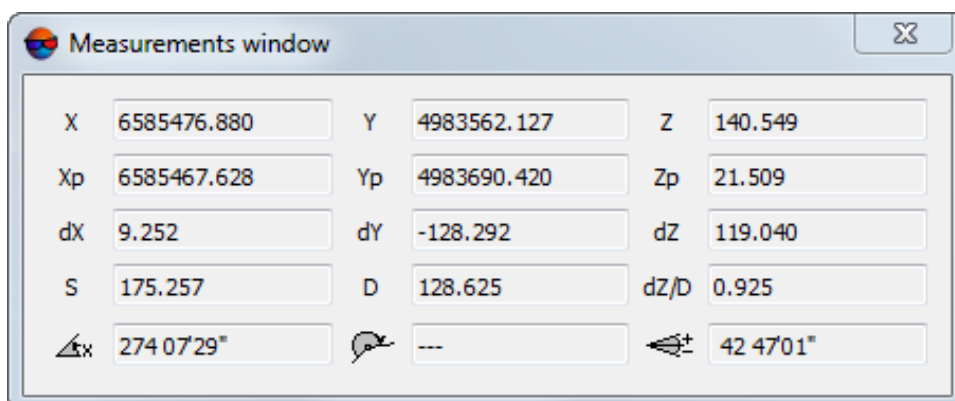 Measurements window
X 6585476.880 Y 4983562.127 Z 140.549
Xp 6585467.628 Yp 4983690.420 Zp 21.509
dX 9.252 dY -128.292 dZ 119.040
S 175.257 D 128.625 dZ/D 0.925
x 274 07'29" --- 42 47'01"